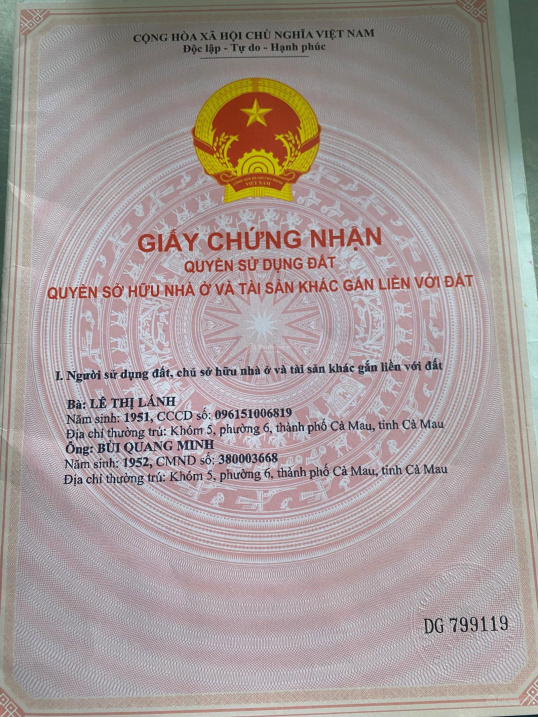 CỘNG HÒA XÃ HỘI CHỦ NGHĨA VIỆT NAM
Độc lập - Tự do - Hạnh phúc
VIỆT NAM
GIẤY CHỨNG NHẬN
QUYỀN SỬ DỤNG ĐẤT
QUYỀN SỞ HỮU NHÀ Ở VÀ TÀI SẢN KHÁC GẮN LIỀN VỚI ĐẤT
I. Người sử dụng đất, chủ sở hữu nhà ở và tài sản khác gắn liền với đất
Bà: LÊ THỊ LÁNH
Năm sinh: 1951, CCCD số: 096151006819
Địa chỉ thường trú: Khóm 5, phường 6, thành phố Cà Mau, tỉnh Cà Mau
Ông: BÙI QUANG MINH
Năm sinh: 1952, CMND số: 380003668
Địa chỉ thường trú: Khóm 5, phường 6, thành phố Cà Mau, tỉnh Cà Mau
DG 799119